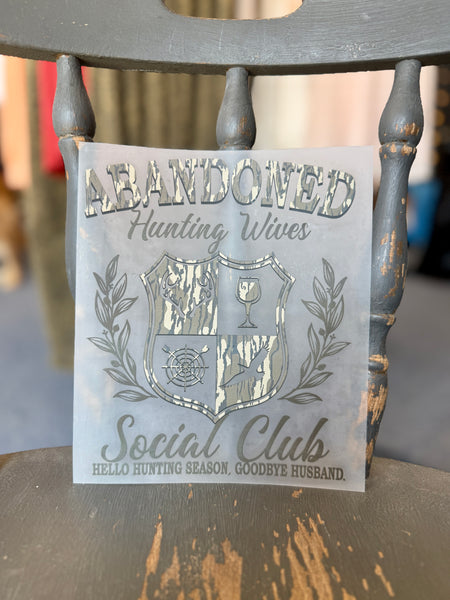 ABANDONED
Hunting Wives
Social Club
HELLO HUNTING SEASON, GOODBYE HUSBAND.